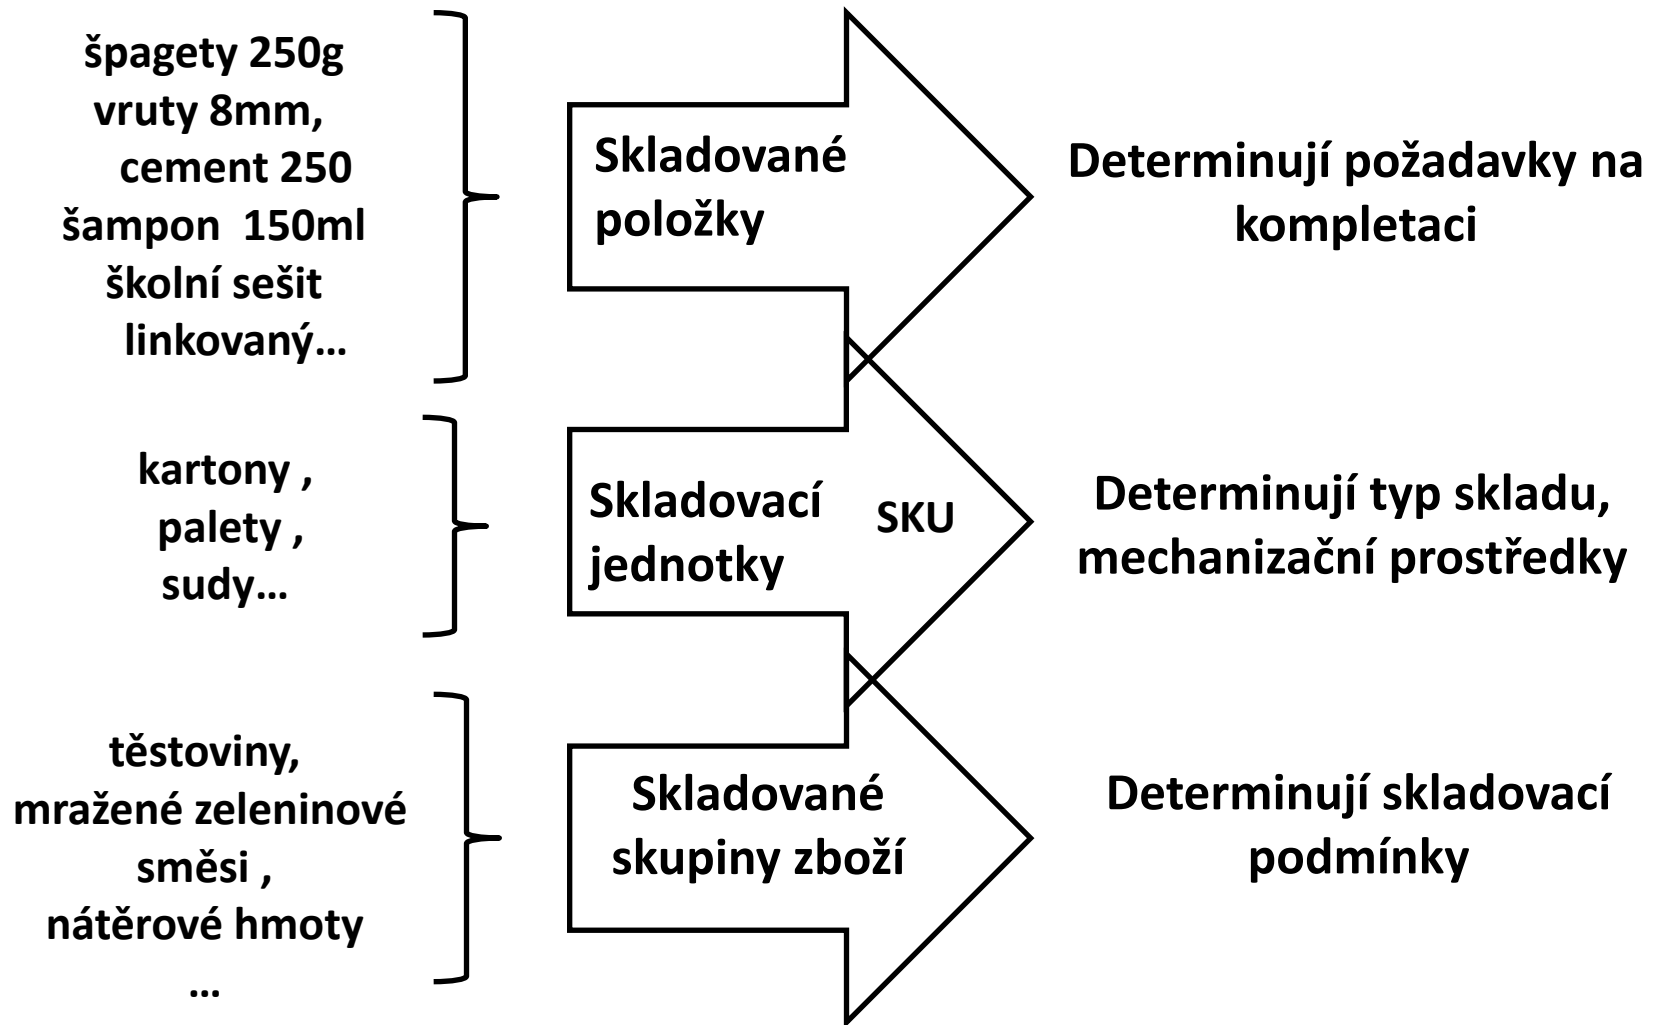 špagety 250g
vruty 8mm,
cement 250
šampon  150ml
školní sešit
linkovaný...
Skladované
položky
Determinují požadavky na
kompletaci
kartony ,
palety ,
sudy...
Skladovací
jednotky
SKU
Determinují typ skladu,
mechanizační prostředky
těstoviny,
mražené zeleninové
směsi ,
nátěrové hmoty
...
Skladované
skupiny zboží
Determinují skladovací
podmínky